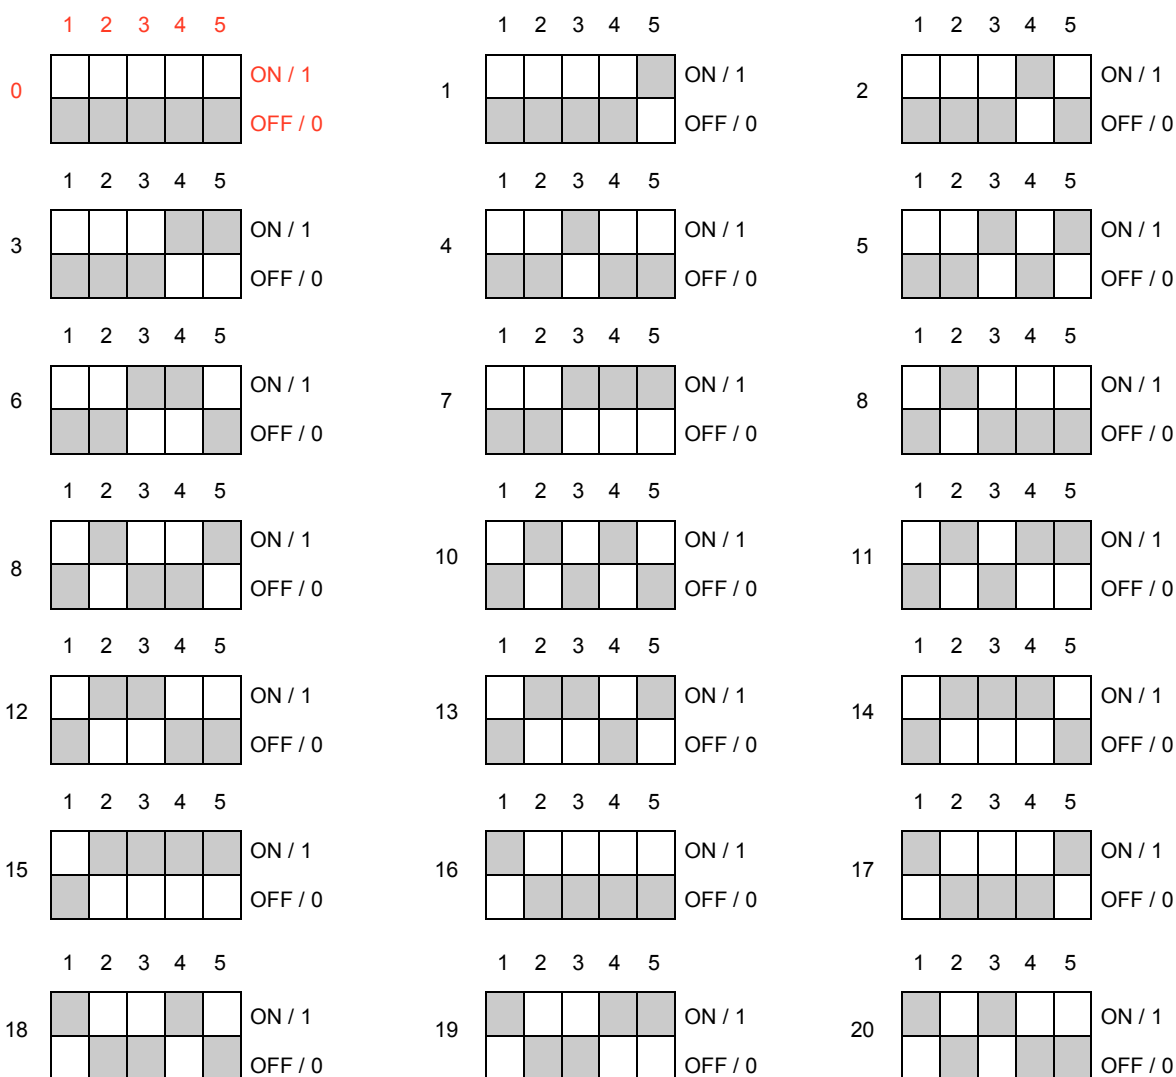 1 2 3 4 5 1 2 3 4 5 1 2 3 4 5
0 ON / 1 1 ON / 1 2 ON / 1
OFF / 0 OFF / 0 OFF / 0
1 2 3 4 5 1 2 3 4 5 1 2 3 4 5
3 ON / 1 4 ON / 1 5 ON / 1
OFF / 0 OFF / 0 OFF / 0
1 2 3 4 5 1 2 3 4 5 1 2 3 4 5
6 ON / 1 7 ON / 1 8 ON / 1
OFF / 0 OFF / 0 OFF / 0
1 2 3 4 5 1 2 3 4 5 1 2 3 4 5
8 ON / 1 10 ON / 1 11 ON / 1
OFF / 0 OFF / 0 OFF / 0
1 2 3 4 5 1 2 3 4 5 1 2 3 4 5
12 ON / 1 13 ON / 1 14 ON / 1
OFF / 0 OFF / 0 OFF / 0
1 2 3 4 5 1 2 3 4 5 1 2 3 4 5
15 ON / 1 16 ON / 1 17 ON / 1
OFF / 0 OFF / 0 OFF / 0
1 2 3 4 5 1 2 3 4 5 1 2 3 4 5
18 ON / 1 19 ON / 1 20 ON / 1
OFF / 0 OFF / 0 OFF / 0